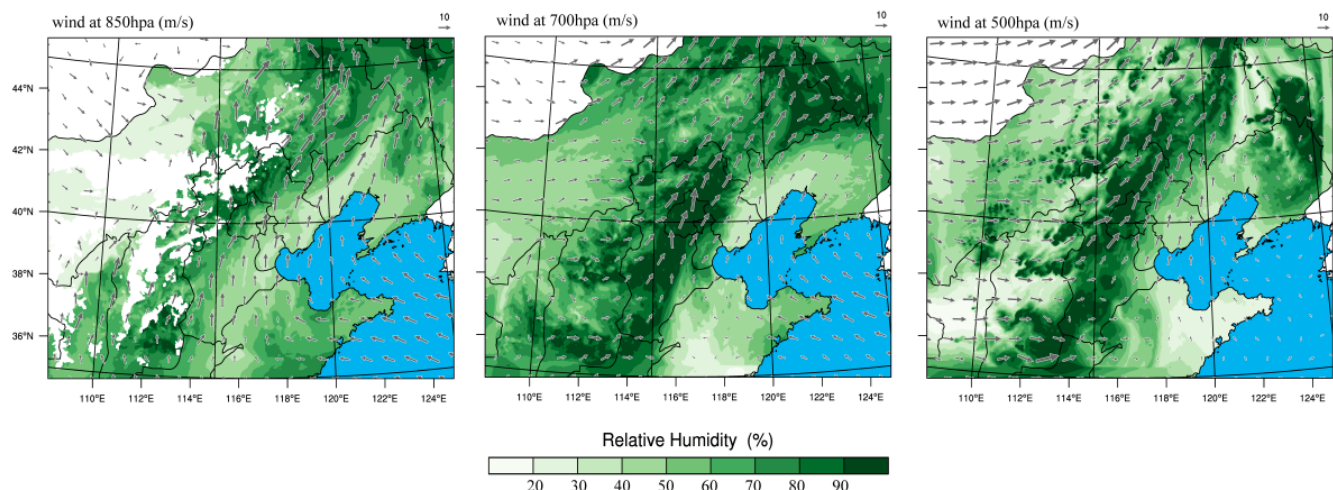 wind at 850hpa (m/s) 10
wind at 700hpa (m/s) 10
wind at 500hpa (m/s) 10
44°N
42°N
40°N
38°N
36°N
110°E 112°E 114°E 116°E 118°E 120°E 122°E 124°E
110°E 112°E 114°E 116°E 118°E 120°E 122°E 124°E
110°E 112°E 114°E 116°E 118°E 120°E 122°E 124°E
Relative Humidity (%)
20 30 40 50 60 70 80 90